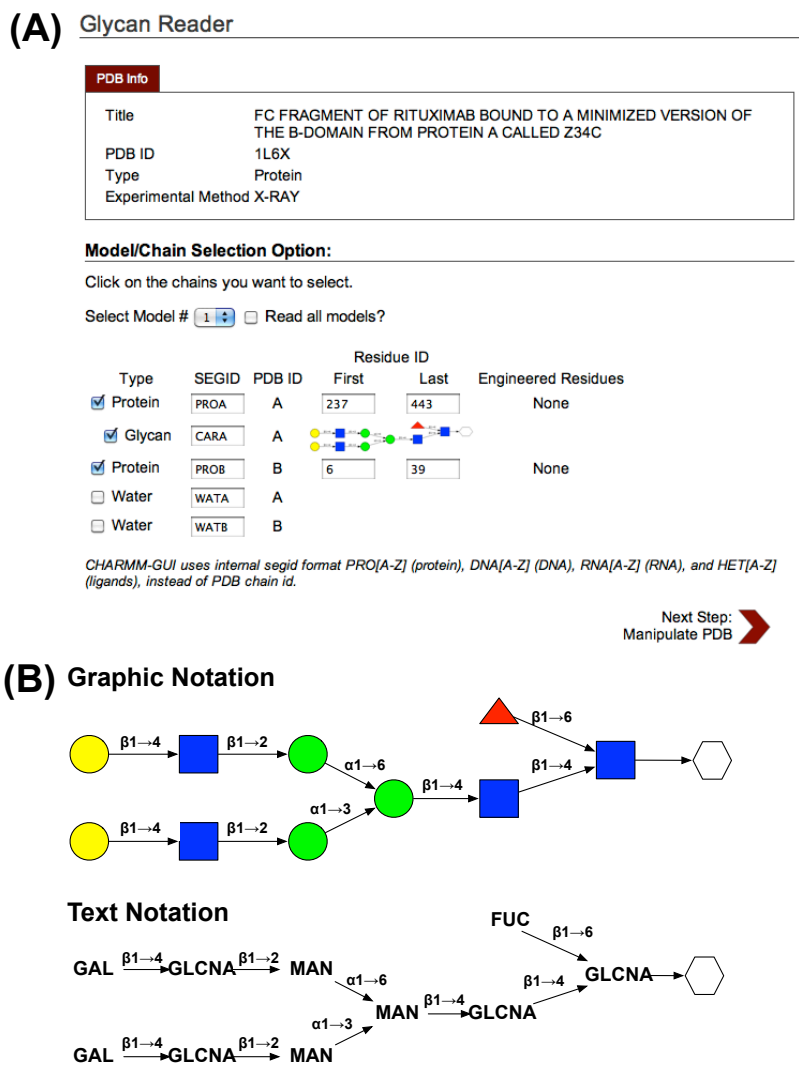 (A) Glycan Reader
PDB Info
Title FC FRAGMENT OF RITUXIMAB BOUND TO A MINIMIZED VERSION OF
THE B-DOMAIN FROM PROTEIN A CALLED Z34C
PDB ID 1L6X
Type Protein
Experimental Method X-RAY
Model/Chain Selection Option:
Click on the chains you want to select.
Select Model # 1 Read all models?
Residue ID
Type SEGID PDB ID First Last Engineered Residues
Protein PROA A 237 443 None
Glycan CARA A
Protein PROB B 6 39 None
Water WATA A
Water WATB B
CHARMM-GUI uses internal segid format PRO[A-Z] (protein), DNA[A-Z] (DNA), RNA[A-Z] (RNA), and HET[A-Z]
(ligands), instead of PDB chain id.
Next Step:
Manipulate PDB
(B) Graphic Notation
β1→6
β1→4 β1→2
α1→6
β1→4
β1→4
α1→3
β1→4 β1→2
Text Notation
FUC
β1→6
GAL β1→4 GLCNA β1→2 MAN
α1→6
β1→4
GLCNA
MAN β1→4 GLCNA
α1→3
GAL β1→4 GLCNA β1→2 MAN